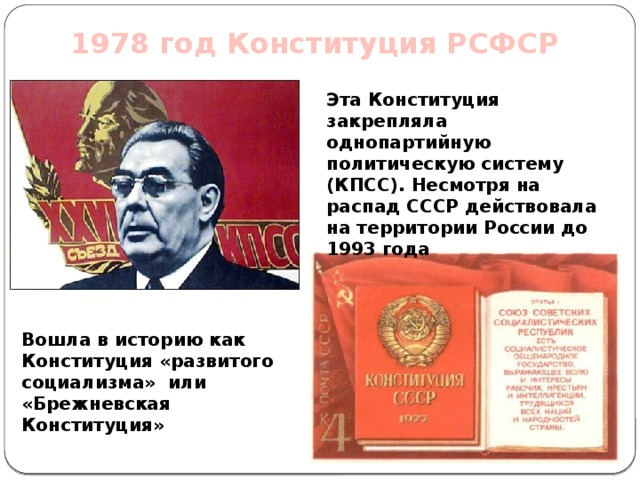 1978 год Конституция РСФСР
Эта Конституция
закрепляла
однопартийную
политическую систему
(КПСС). Несмотря на
распад СССР действовала
на территории России до
1993 года
XXVI
СЪЕЗД
КПСС
Вошла в историю как
Конституция «развитого
социализма» или
«Брежневская
Конституция»
ПОЧТА СССР
4
КОНСТИТУЦИЯ
СССР
1977
СТАТЬЯ 1
СОЮЗ СОВЕТСКИХ
СОЦИАЛИСТИЧЕСКИХ
РЕСПУБЛИК
ЕСТЬ
СОЦИАЛИСТИЧЕСКОЕ
ОБЩЕНАРОДНОЕ
ГОСУДАРСТВО,
ВЫРАЖАЮЩЕЕ ВОЛЮ
И ИНТЕРЕСЫ
РАБОЧИХ, КРЕСТЬЯН
И ИНТЕЛЛИГЕНЦИИ,
ТРУДЯЩИХСЯ
ВСЕХ НАЦИЙ
И НАРОДНОСТЕЙ
СТРАНЫ.